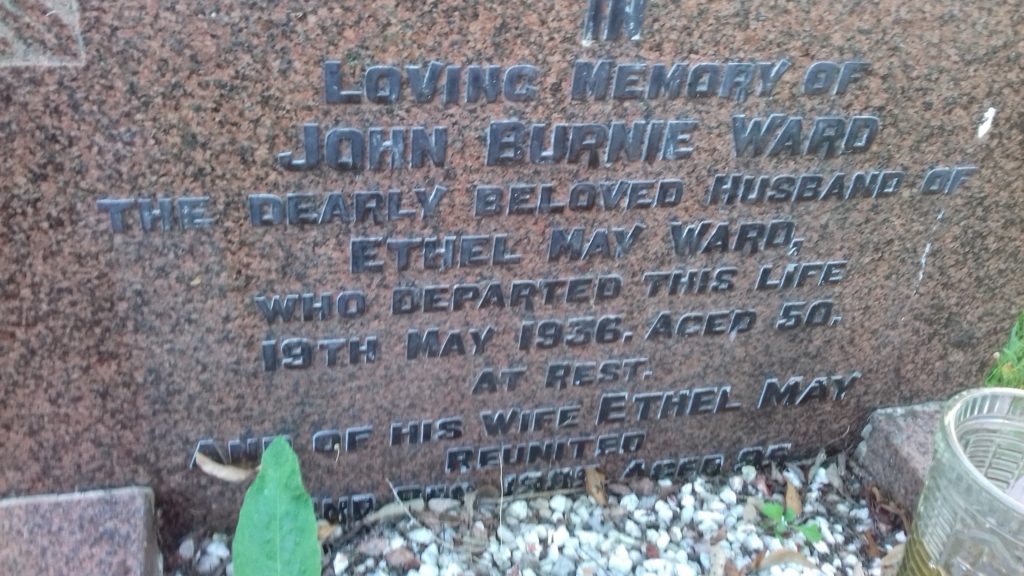 IN
LOVING MEMORY OF
JOHN BURNIE WARD
THE DEARLY BELOVED HUSBAND OF
ETHEL MAY WARD,
WHO DEPARTED THIS LIFE
19TH MAY 1936, AGED 50.
AT REST.
AND OF HIS WIFE ETHEL MAY
REUNITED
AGED